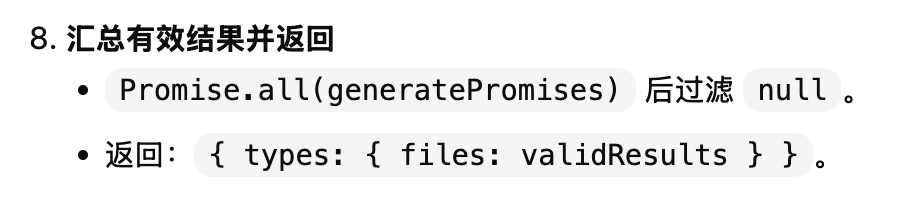 8. 汇总有效结果并返回
• Promise.all(generatePromises) 后过滤 null 。
• 返回： { types: { files: validResults } } 。